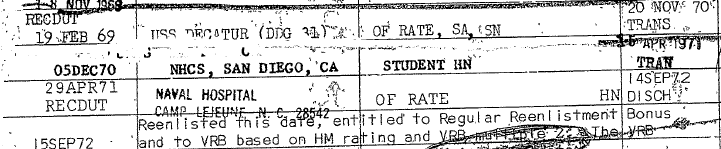 18 NOV 1968 20 NOV 70
RECDUT TRANS
19 FEB 69 USS DECATUR (DDG 31) OF RATE, SA, SN
15 APR 1971
05DEC70 NHCS, SAN DIEGO, CA STUDENT HN TRAN
29APR71 NAVAL HOSPITAL 14SEP72
RECDUT CAMP LEJEUNE N C 28542 OF RATE HN DISCH
Reenlisted this date, entitled to Regular Reenlistment Bonus
15SEP72 and to VRB based on HM rating and VRB multiple 2. The VRB